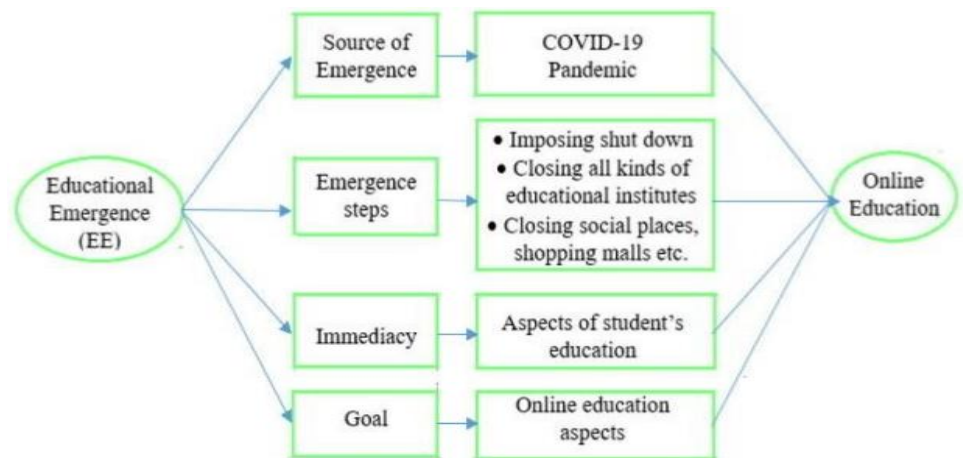 Educational
Emergence
(EE)
Source of
Emergence
COVID-19
Pandemic
Emergence
steps
• Imposing shut down
• Closing all kinds of
educational institutes
• Closing social places,
shopping malls etc.
Immediacy
Aspects of student’s
education
Goal
Online education
aspects
Online
Education